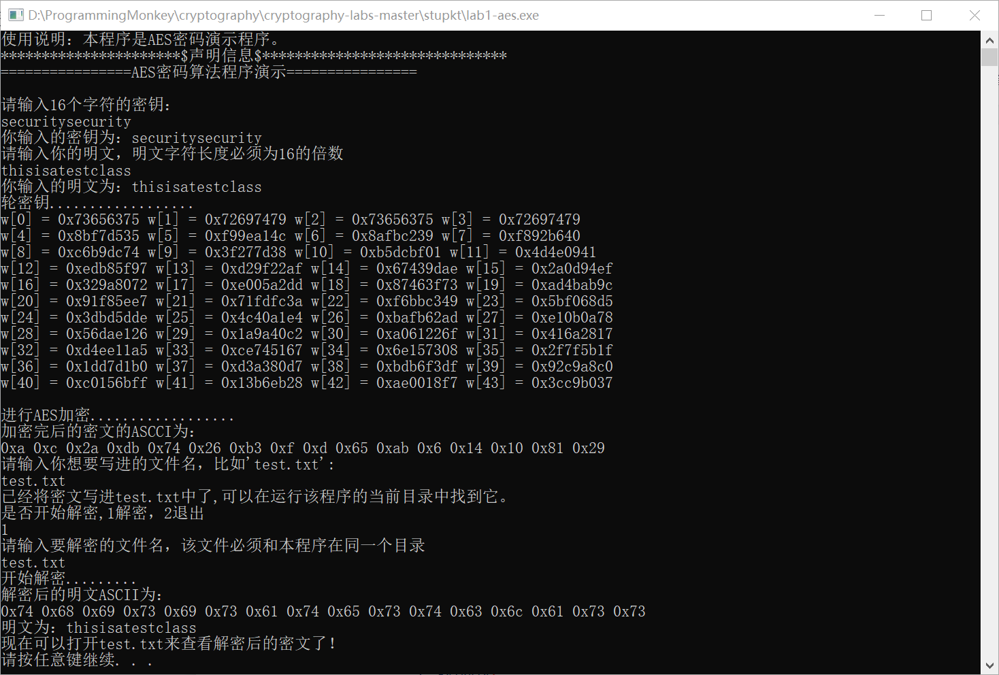 D:\ProgrammingMonkey\cryptography\cryptography-labs-master\stupkt\lab1-aes.exe
使用说明：本程序是AES密码演示程序。
**********************$声明信息$******************************
================AES密码算法程序演示================
请输入16个字符的密钥：
securitysecurity
你输入的密钥为：securitysecurity
请输入你的明文，明文字符长度必须为16的倍数
thisisatestclass
你输入的明文为：thisisatestclass
轮密钥..................
w[0] = 0x73656375 w[1] = 0x72697479 w[2] = 0x73656375 w[3] = 0x72697479
w[4] = 0x8bf7d535 w[5] = 0xf99ea14c w[6] = 0x8afbc239 w[7] = 0xf892b640
w[8] = 0xc6b9dc74 w[9] = 0x3f277d38 w[10] = 0xb5dcbf01 w[11] = 0x4d4e0941
w[12] = 0xedb85f97 w[13] = 0xd29f22af w[14] = 0x67439dae w[15] = 0x2a0d94ef
w[16] = 0x329a8072 w[17] = 0xe005a2dd w[18] = 0x87463f73 w[19] = 0xad4bab9c
w[20] = 0x91f85ee7 w[21] = 0x71fdfc3a w[22] = 0xf6bbc349 w[23] = 0x5bf068d5
w[24] = 0x3dbd5dde w[25] = 0x4c40a1e4 w[26] = 0xbafb62ad w[27] = 0xe10b0a78
w[28] = 0x56dae126 w[29] = 0x1a9a40c2 w[30] = 0xa061226f w[31] = 0x416a2817
w[32] = 0xd4ee11a5 w[33] = 0xce745167 w[34] = 0x6e157308 w[35] = 0x2f7f5b1f
w[36] = 0x1dd7d1b0 w[37] = 0xd3a380d7 w[38] = 0xbdb6f3df w[39] = 0x92c9a8c0
w[40] = 0xc0156bff w[41] = 0x13b6eb28 w[42] = 0xae0018f7 w[43] = 0x3cc9b037
进行AES加密..................
加密完后的密文的ASCCI为：
0xa 0xc 0x2a 0xdb 0x74 0x26 0xb3 0xf 0xd 0x65 0xab 0x6 0x14 0x10 0x81 0x29
请输入你想要写进的文件名，比如'test.txt':
test.txt
已经将密文写进test.txt中了,可以在运行该程序的当前目录中找到它。
是否开始解密,1解密，2退出
1
请输入要解密的文件名，该文件必须和本程序在同一个目录
test.txt
开始解密.........
解密后的明文ASCII为：
0x74 0x68 0x69 0x73 0x69 0x73 0x61 0x74 0x65 0x73 0x74 0x63 0x6c 0x61 0x73 0x73
明文为：thisisatestclass
现在可以打开test.txt来查看解密后的密文了！
请按任意键继续. . .